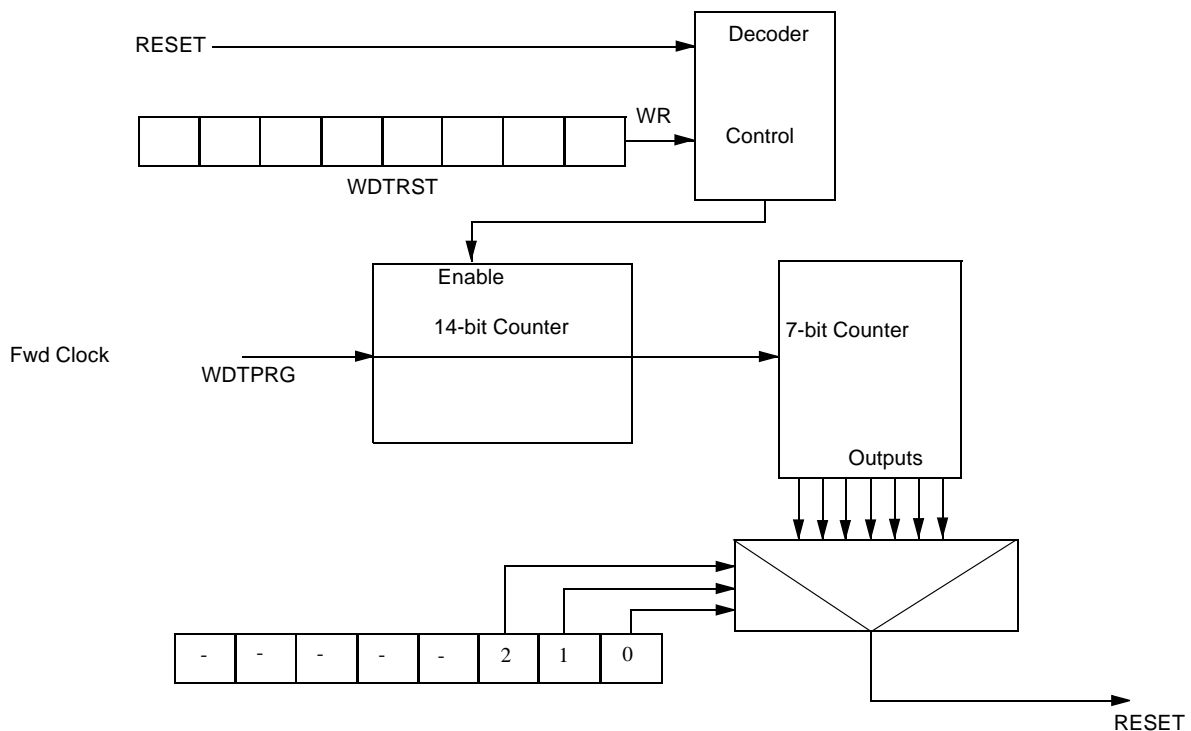 Decoder
RESET
WR
Control
WDTRST
Enable
14-bit Counter
7-bit Counter
Fwd Clock
WDTPRG
Outputs
- - - - - 2 1 0
RESET